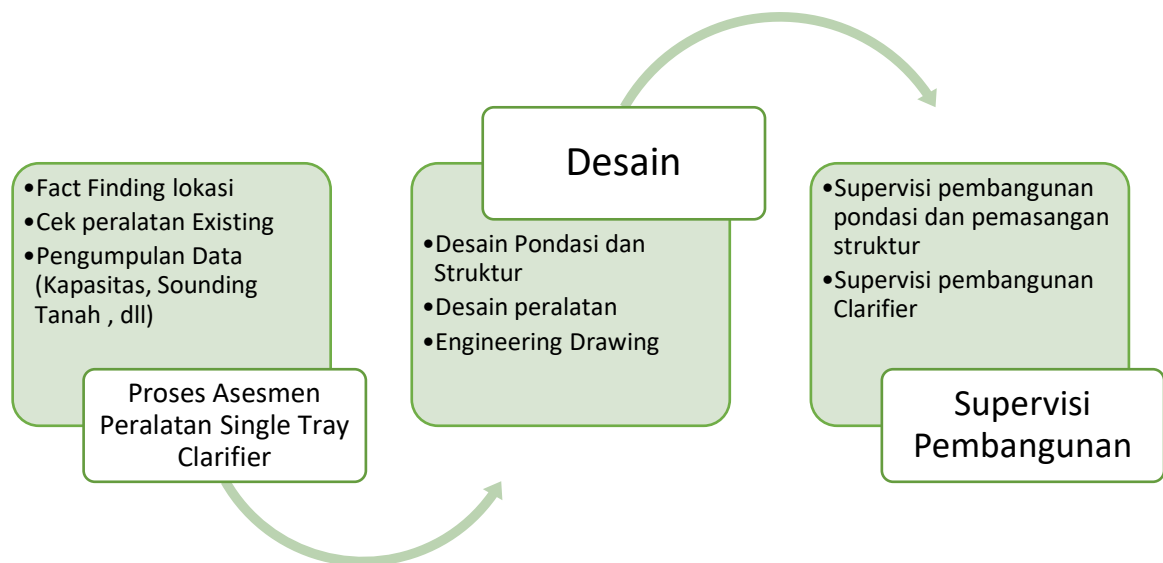 •Fact Finding lokasi
•Cek peralatan Existing
•Pengumpulan Data
(Kapasitas, Sounding
Tanah , dll)
Proses Asesmen
Peralatan Single Tray
Clarifier
Desain
•Desain Pondasi dan
Struktur
•Desain peralatan
•Engineering Drawing
•Supervisi pembangunan
pondasi dan pemasangan
struktur
•Supervisi pembangunan
Clarifier
Supervisi
Pembangunan